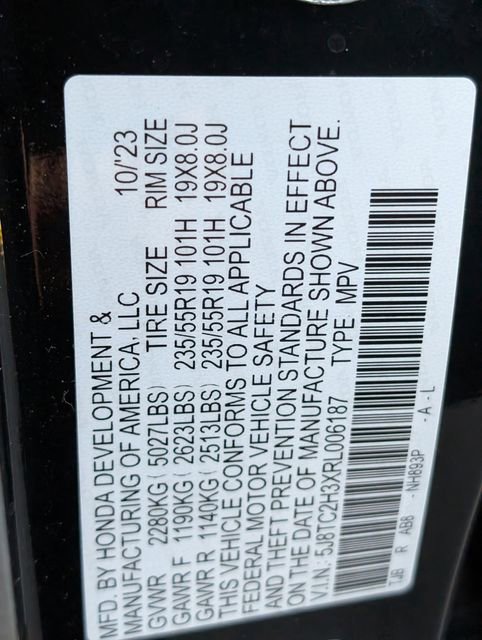 MFD. BY HONDA DEVELOPMENT &
MANUFACTURING OF AMERICA, LLC 10/'23
GVWR 2280KG ( 5027LBS) TIRE SIZE RIM SIZE
GAWR F 1190KG ( 2623LBS) 235/55R19 101H 19X8.0J
GAWR R 1140KG ( 2513LBS) 235/55R19 101H 19X8.0J
THIS VEHICLE CONFORMS TO ALL APPLICABLE
FEDERAL MOTOR VEHICLE SAFETY
AND THEFT PREVENTION STANDARDS IN EFFECT
ON THE DATE OF MANUFACTURE SHOWN ABOVE.
V.I.N.: 5J8TC2H3XRL006187 TYPE MPV
TJB R AB8 -NH893P -A-L